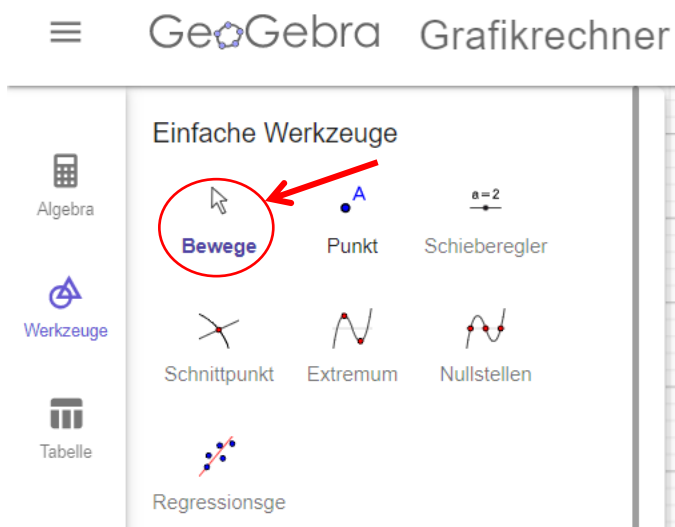 GeoGebra Grafikrechner
Einfache Werkzeuge
Algebra
A
a=2
Bewege Punkt Schieberegler
Werkzeuge
Schnittpunkt Extremum Nullstellen
Tabelle
Regressionsge